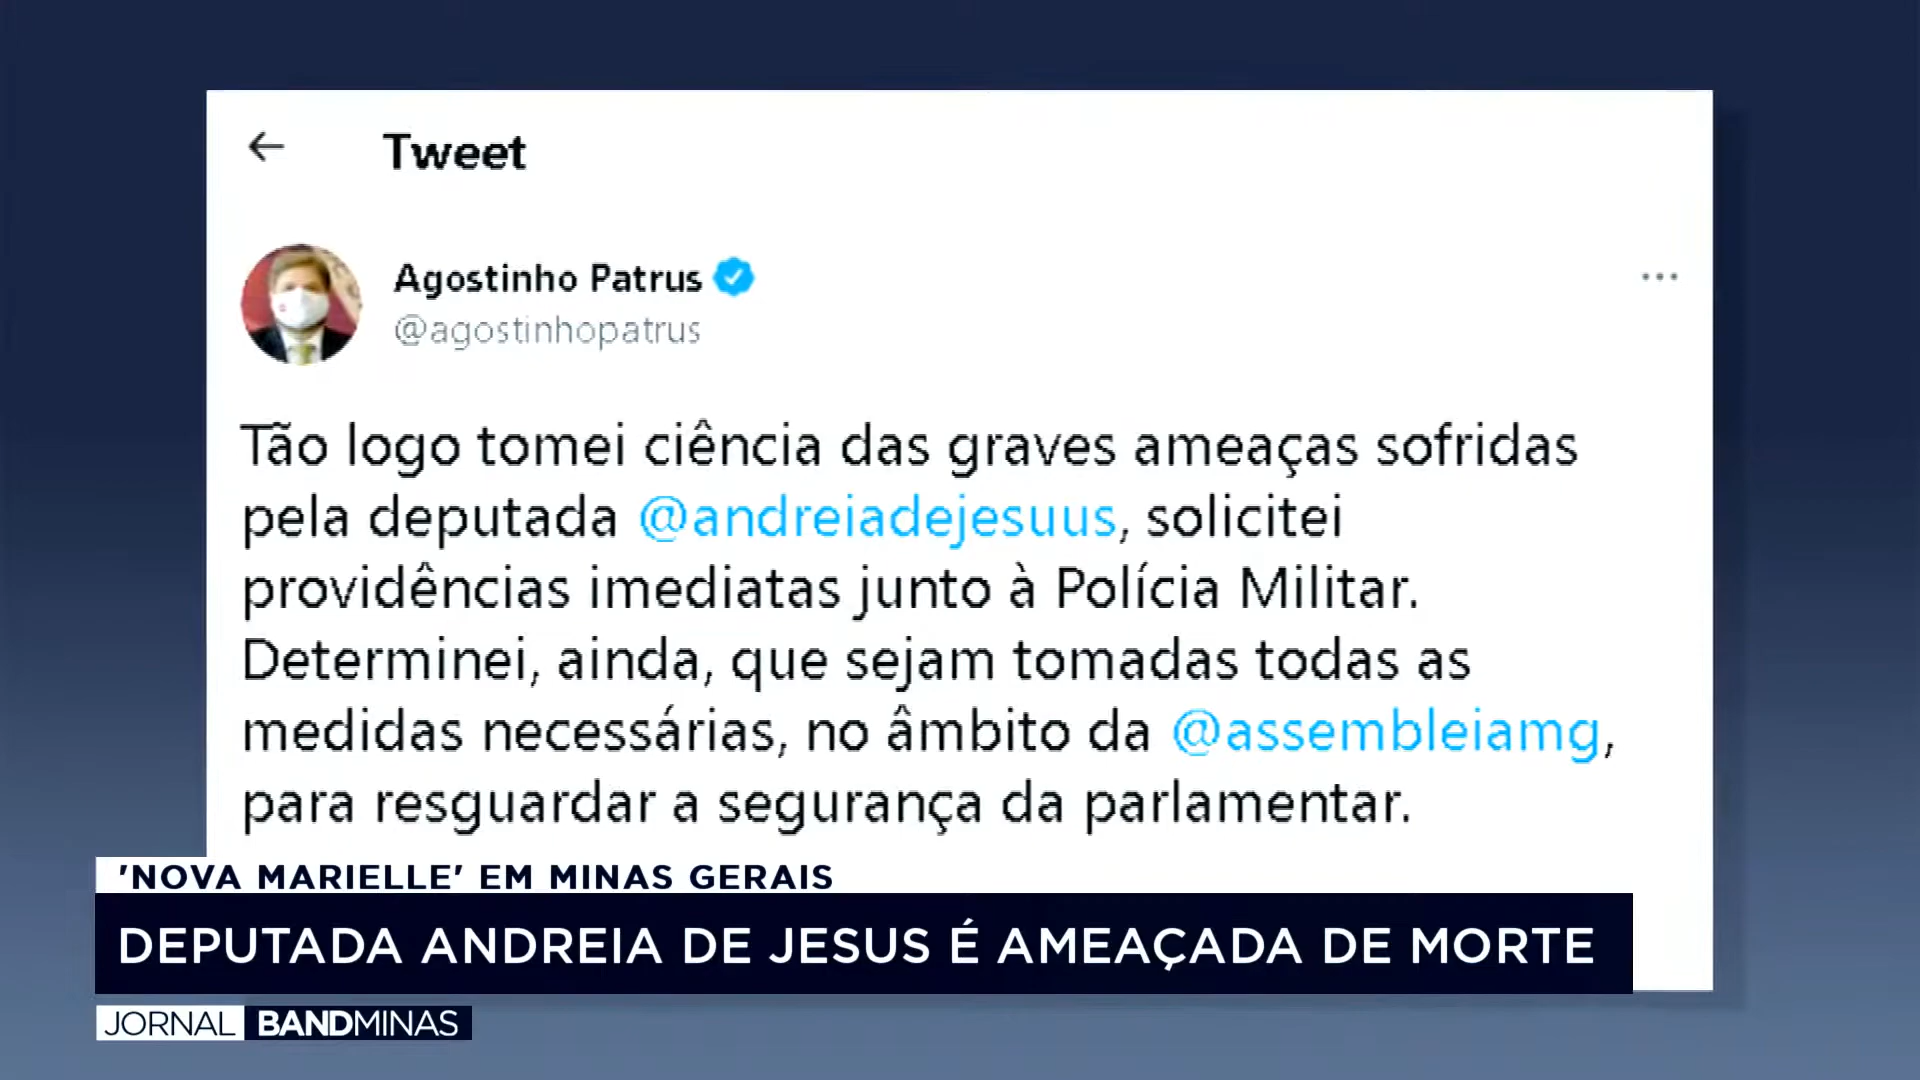 Tweet
Agostinho Patrus
@agostinhopatrus
Tão logo tomei ciência das graves ameaças sofridas
pela deputada @andreiadejesuus, solicitei
providências imediatas junto à Polícia Militar.
Determinei, ainda, que sejam tomadas todas as
medidas necessárias, no âmbito da @assembleiamg,
para resguardar a segurança da parlamentar.
'NOVA MARIELLE' EM MINAS GERAIS
DEPUTADA ANDREIA DE JESUS É AMEAÇADA DE MORTE
JORNAL BANDMINAS